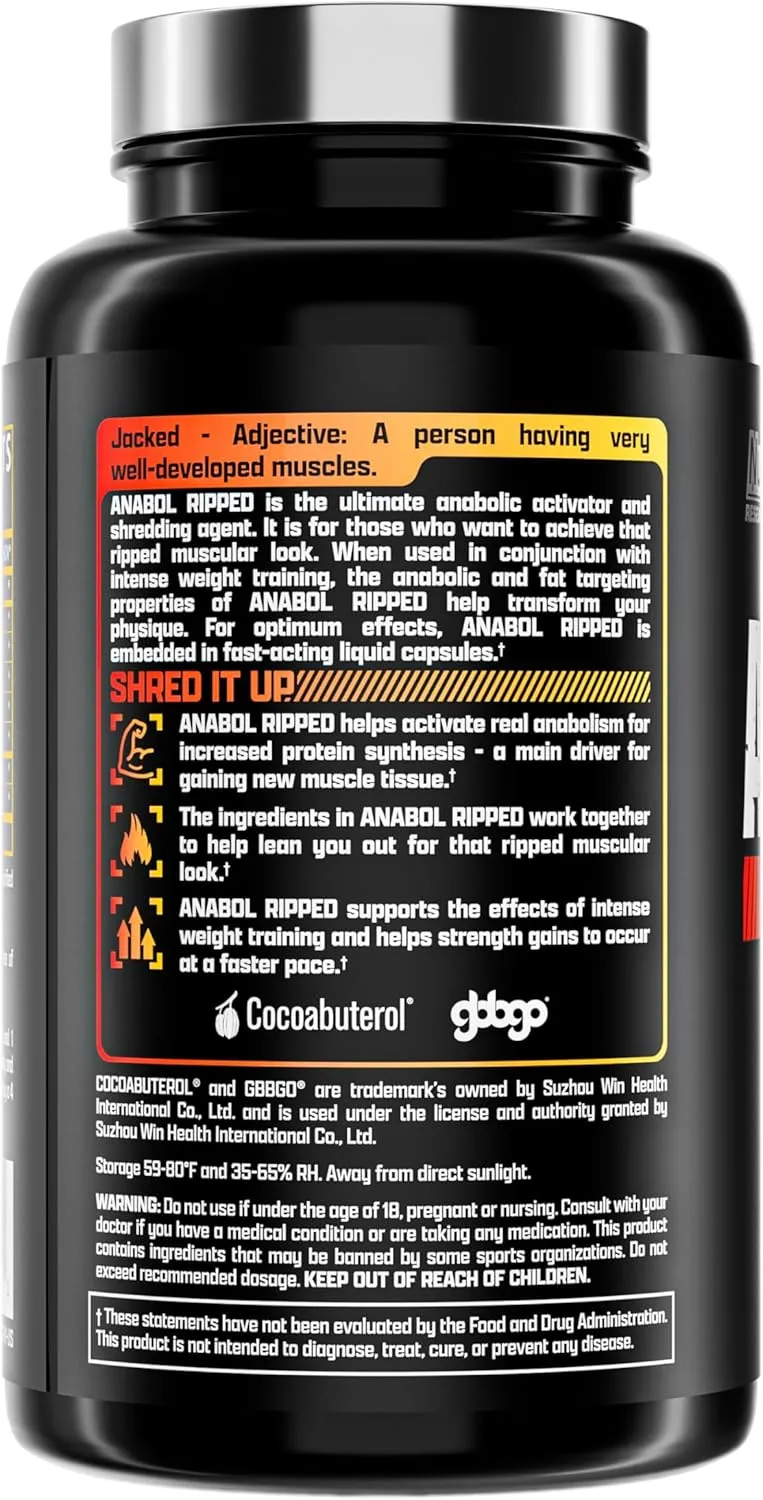 Jacked - Adjective: A person having very
well-developed muscles.
ANABOL RIPPED is the ultimate anabolic activator and
shredding agent. It is for those who want to achieve that
ripped muscular look. When used in conjunction with
intense weight training, the anabolic and fat targeting
properties of ANABOL RIPPED help transform your
physique. For optimum effects, ANABOL RIPPED is
embedded in fast-acting liquid capsules.†
SHRED IT UP
ANABOL RIPPED helps activate real anabolism for
increased protein synthesis - a main driver for
gaining new muscle tissue.†
The ingredients in ANABOL RIPPED work together
to help lean you out for that ripped muscular
look.†
ANABOL RIPPED supports the effects of intense
weight training and helps strength gains to occur
at a faster pace.†
Cocoabuterol® gbbgo®
COCOABUTEROL® and GBBGO® are trademark's owned by Suzhou Win Health
International Co., Ltd. and is used under the license and authority granted by
Suzhou Win Health International Co., Ltd.
Storage 59-80°F and 35-65% RH. Away from direct sunlight.
WARNING: Do not use if under the age of 18, pregnant or nursing. Consult with your
doctor if you have a medical condition or are taking any medication. This product
contains ingredients that may be banned by some sports organizations. Do not
exceed recommended dosage. KEEP OUT OF REACH OF CHILDREN.
† These statements have not been evaluated by the Food and Drug Administration.
This product is not intended to diagnose, treat, cure, or prevent any disease.